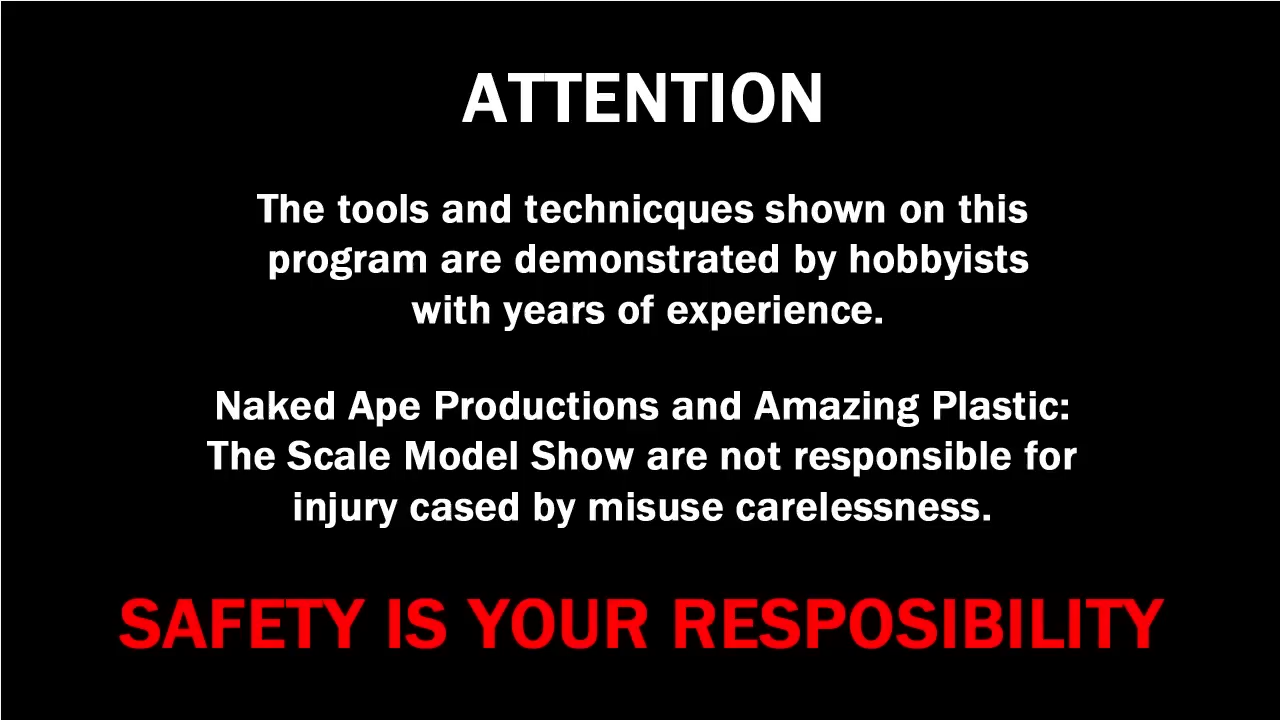 ATTENTION
The tools and technicques shown on this
program are demonstrated by hobbyists
with years of experience.
Naked Ape Productions and Amazing Plastic:
The Scale Model Show are not responsible for
injury cased by misuse carelessness.
SAFETY IS YOUR RESPOSIBILITY